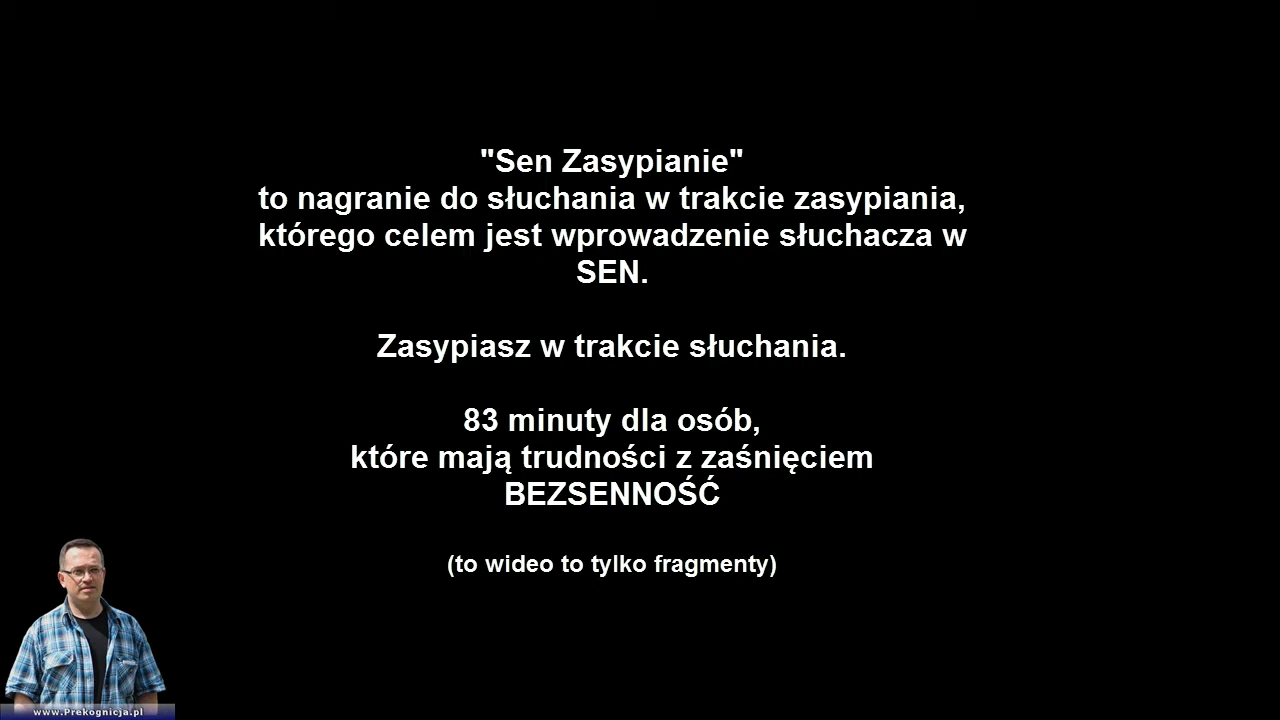 "Sen Zasypianie"
to nagranie do słuchania w trakcie zasypiania,
którego celem jest wprowadzenie słuchacza w
SEN.
Zasypiasz w trakcie słuchania.
83 minuty dla osób,
które mają trudności z zaśnięciem
BEZSENNOŚĆ
(to wideo to tylko fragmenty)
www.Prekognicja.pl